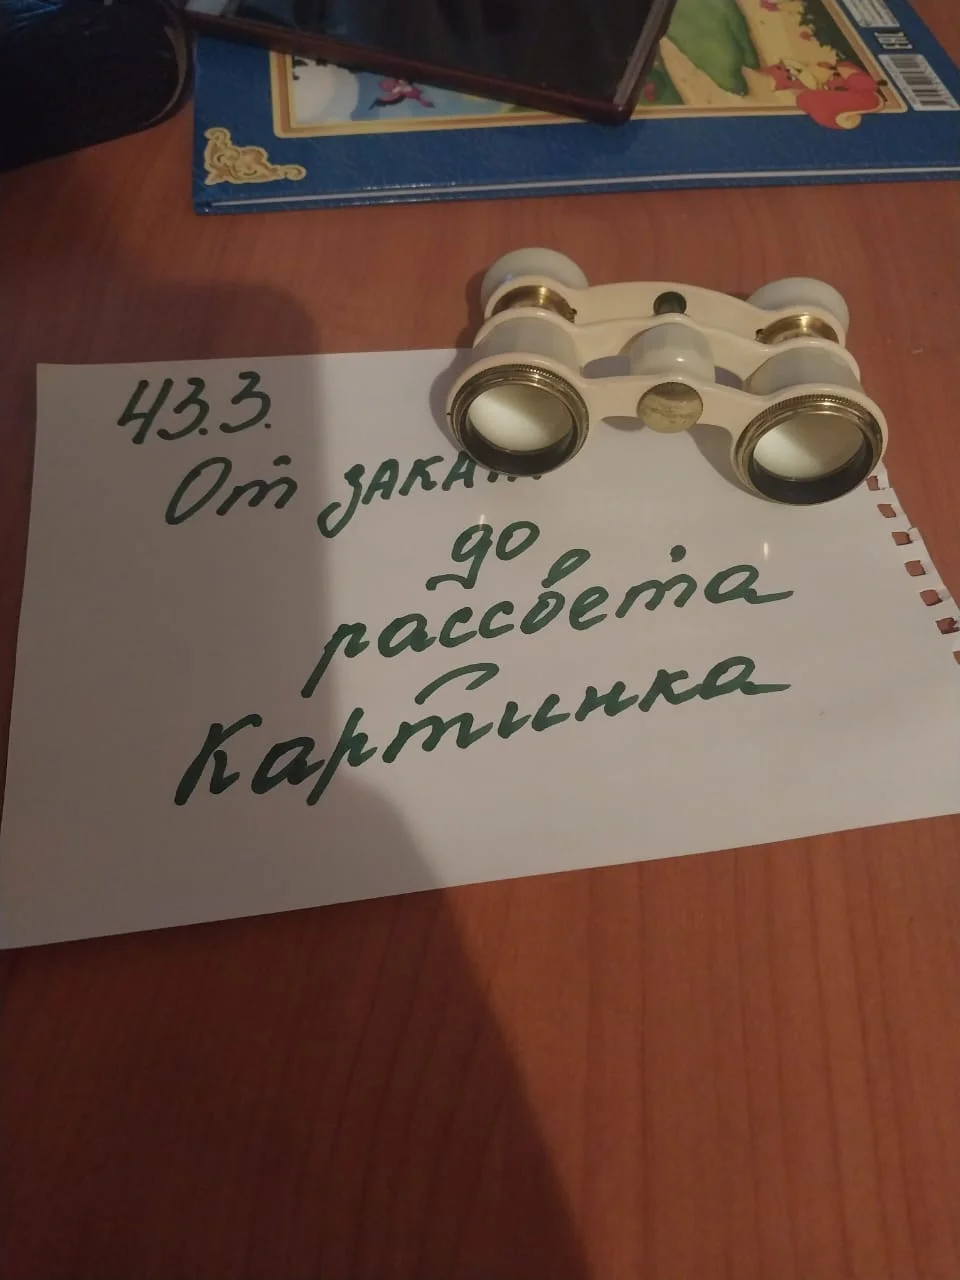 43.3.
От
до
рассвета
Картинка